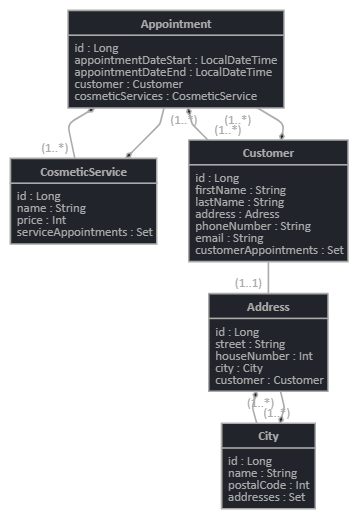 Appointment
id : Long
appointmentDateStart : LocalDateTime
appointmentDateEnd : LocalDateTime
customer : Customer
cosmeticServices : CosmeticService
(1..*)
(1..*)
(1..*)
(1..*)
CosmeticService
id : Long
name : String
price : Int
serviceAppointments : Set
Customer
id : Long
firstName : String
lastName : String
address : Adress
phoneNumber : String
email : String
customerAppointments : Set
(1..1)
Address
id : Long
street : String
houseNumber : Int
city : City
customer : Customer
(1..*)
(1..*)
City
id : Long
name : String
postalCode : Int
addresses : Set